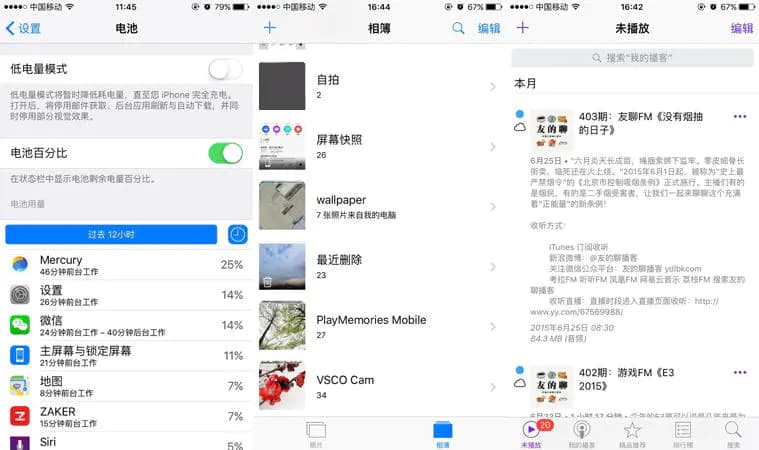 中国移动 11:45 79%
设置 电池
低电量模式
低电量模式将暂时降低耗电量，直至您 iPhone 完全充电。
打开后，将停用邮件获取、后台应用刷新与自动下载，并同
时停用部分视觉效果。
电池百分比
在状态栏中显示电池剩余电量百分比。
电池用量
过去 12小时
Mercury
46分钟前台工作
25%
设置
26分钟前台工作
14%
微信
24分钟前台工作 – 40分钟后台工作
14%
主屏幕与锁定屏幕
21分钟前台工作
11%
地图
8分钟前台工作
7%
ZAKER
11分钟前台工作
7%
Siri
5%
中国移动 16:44 67%
相簿 编辑
自拍
2
屏幕快照
26
wallpaper
7 张照片来自我的电脑
最近删除
23
PlayMemories Mobile
27
VSCO Cam
34
照片 相簿
中国移动 16:42 67%
未播放 编辑
搜索“我的播客”
本月
友的聊
403期：友聊FM《没有烟抽
的日子》
6月25日 • “六月炎天长成苗，绳捆索绑下监牢。零皮细骨长
街卖，临死还在火上烧。”2015年6月1日起，被称为“史上最
严禁烟令”的《北京市控制吸烟条例》正式施行。主播们有的
是烟民，有的是二手烟受害者，让我们一起来聊聊这个充满
着“正能量”的新条例！
收听方式：
iTunes 订阅收听
新浪微博：@友的聊播客
关注微信公众平台：友的聊播客 ydlbkcom
考拉FM 听听FM 凤凰FM 网易云音乐 荔枝FM 搜索友的
聊播客
收听直播：直播时段进入直播页面收听：http://
www.yy.com/67569988/
2015年6月25日 08:30
84.3 MB (音频)
友的聊
402期：游戏FM《E3
2015》
20
未播放 我的播客 精品推荐 排行榜 搜索